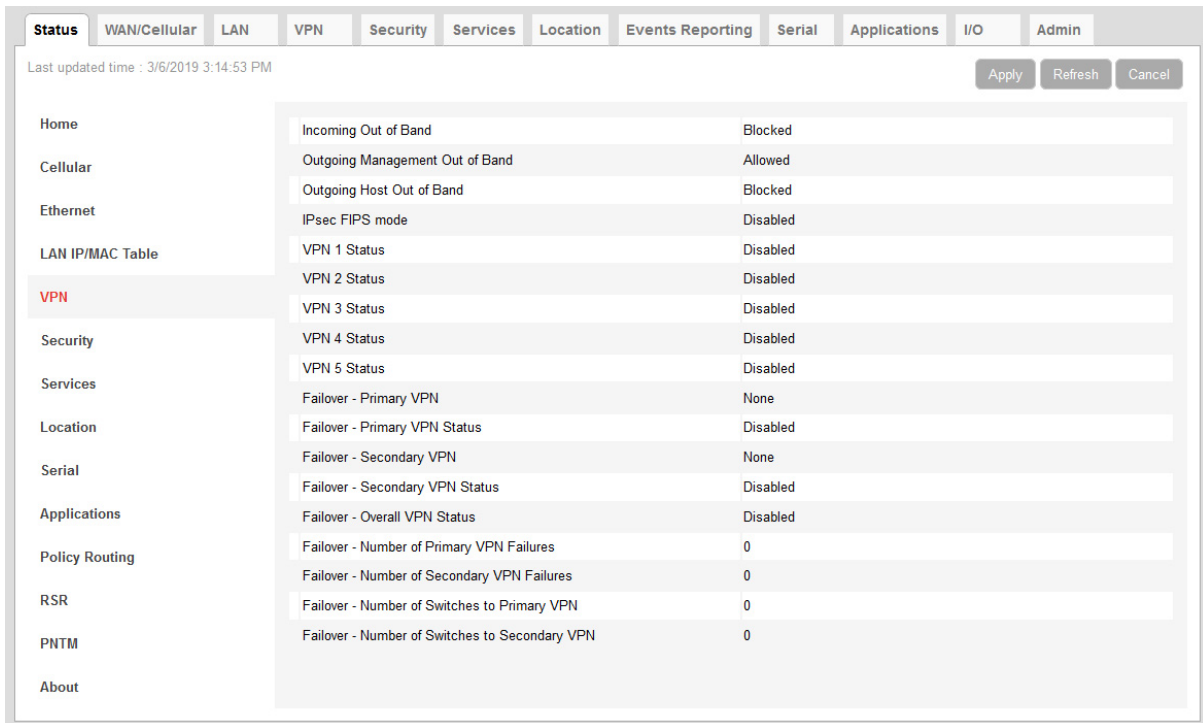 Status WAN/Cellular LAN VPN Security Services Location Events Reporting Serial Applications I/O Admin
Last updated time : 3/6/2019 3:14:53 PM
Apply Refresh Cancel
Home
Cellular
Ethernet
LAN IP/MAC Table
VPN
Security
Services
Location
Serial
Applications
Policy Routing
RSR
PNTM
About
Incoming Out of Band Blocked
Outgoing Management Out of Band Allowed
Outgoing Host Out of Band Blocked
IPsec FIPS mode Disabled
VPN 1 Status Disabled
VPN 2 Status Disabled
VPN 3 Status Disabled
VPN 4 Status Disabled
VPN 5 Status Disabled
Failover - Primary VPN None
Failover - Primary VPN Status Disabled
Failover - Secondary VPN None
Failover - Secondary VPN Status Disabled
Failover - Overall VPN Status Disabled
Failover - Number of Primary VPN Failures 0
Failover - Number of Secondary VPN Failures 0
Failover - Number of Switches to Primary VPN 0
Failover - Number of Switches to Secondary VPN 0